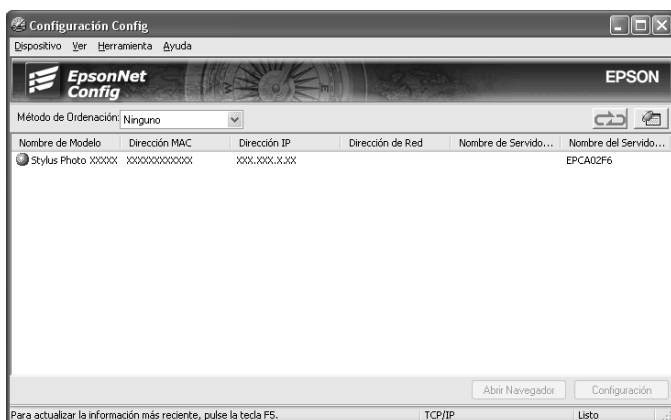 Configuración Config
Dispositivo Ver Herramienta Ayuda
EpsonNet
Config
EPSON
Método de Ordenación: Ninguno
Nombre de Modelo Dirección MAC Dirección IP Dirección de Red Nombre de Servido... Nombre del Servido...
Stylus Photo XXXXX XXXXXXXXXXXX XXX.XXX.X.XX EPCA02F6
Abrir Navegador Configuración
Para actualizar la información más reciente, pulse la tecla F5. TCP/IP Listo